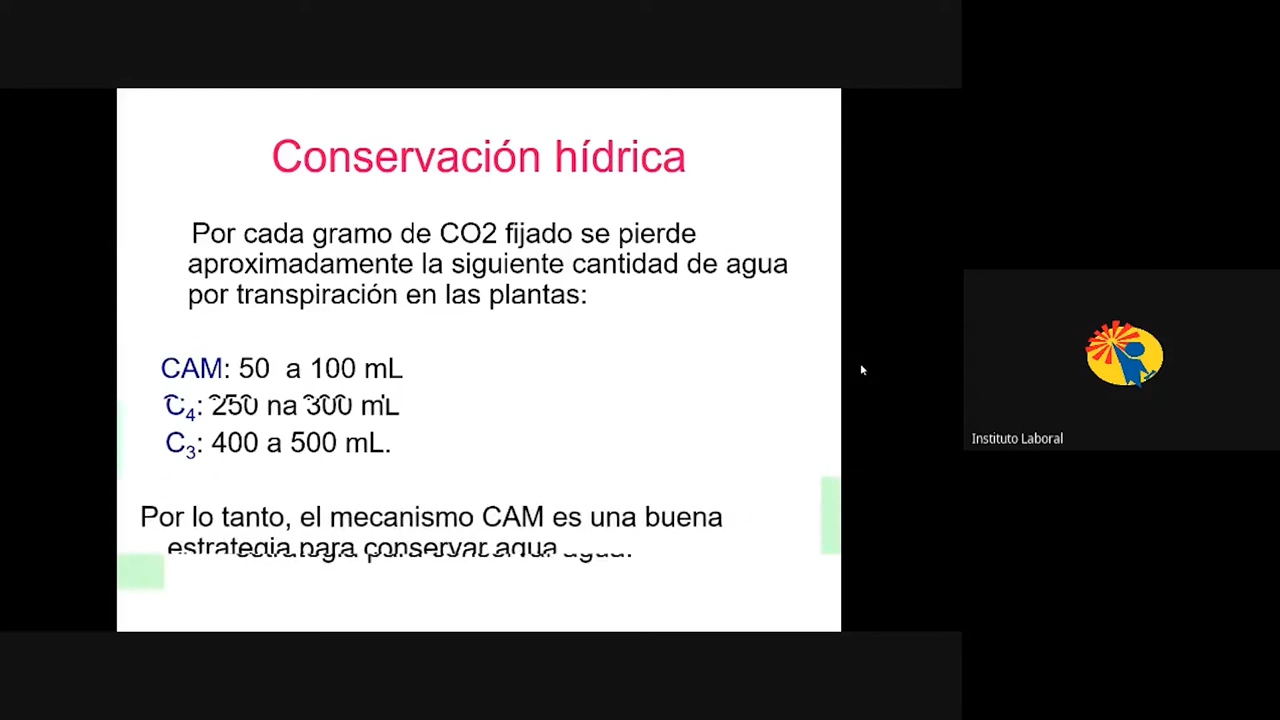 Conservación hídrica
Por cada gramo de CO2 fijado se pierde
aproximadamente la siguiente cantidad de agua
por transpiración en las plantas:
CAM: 50 a 100 mL
C4: 250 na 300 mL
C3: 400 a 500 mL.
Por lo tanto, el mecanismo CAM es una buena
estrategia para conservar agua
Instituto Laboral